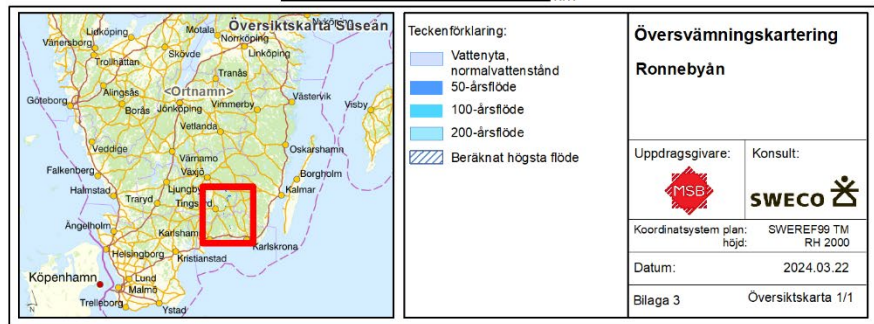 Översiktskarta Suseån
Lidköping
Motala
Norrköping
Nyköping
Vänersborg
Skövde
Linköping
Trollhättan
Tranås
Alingsås
<Ortnamn>
Västervik
Göteborg
Borås
Jönköping
Vimmerby
Visby
Vetlanda
Veddige
Oskarshamn
Värnamo
Falkenberg
Växjö
Borgholm
Halmstad
Ljungby
Kalmar
Traryd
Tingsryd
Ängelholm
Karlshamn
Karlskrona
Helsingborg
Kristianstad
Köpenhamn
Lund
Malmö
Trelleborg
Ystad
N
Teckenförklaring:
Vattenyta,
normalvattenstånd
50-årsflöde
100-årsflöde
200-årsflöde
Beräknat högsta flöde
Översvämningskartering
Ronnebyån
Uppdragsgivare:
MSB
Konsult:
SWECO
Koordinatsystem plan: SWEREF99 TM
höjd: RH 2000
Datum: 2024.03.22
Bilaga 3 Översiktskarta 1/1